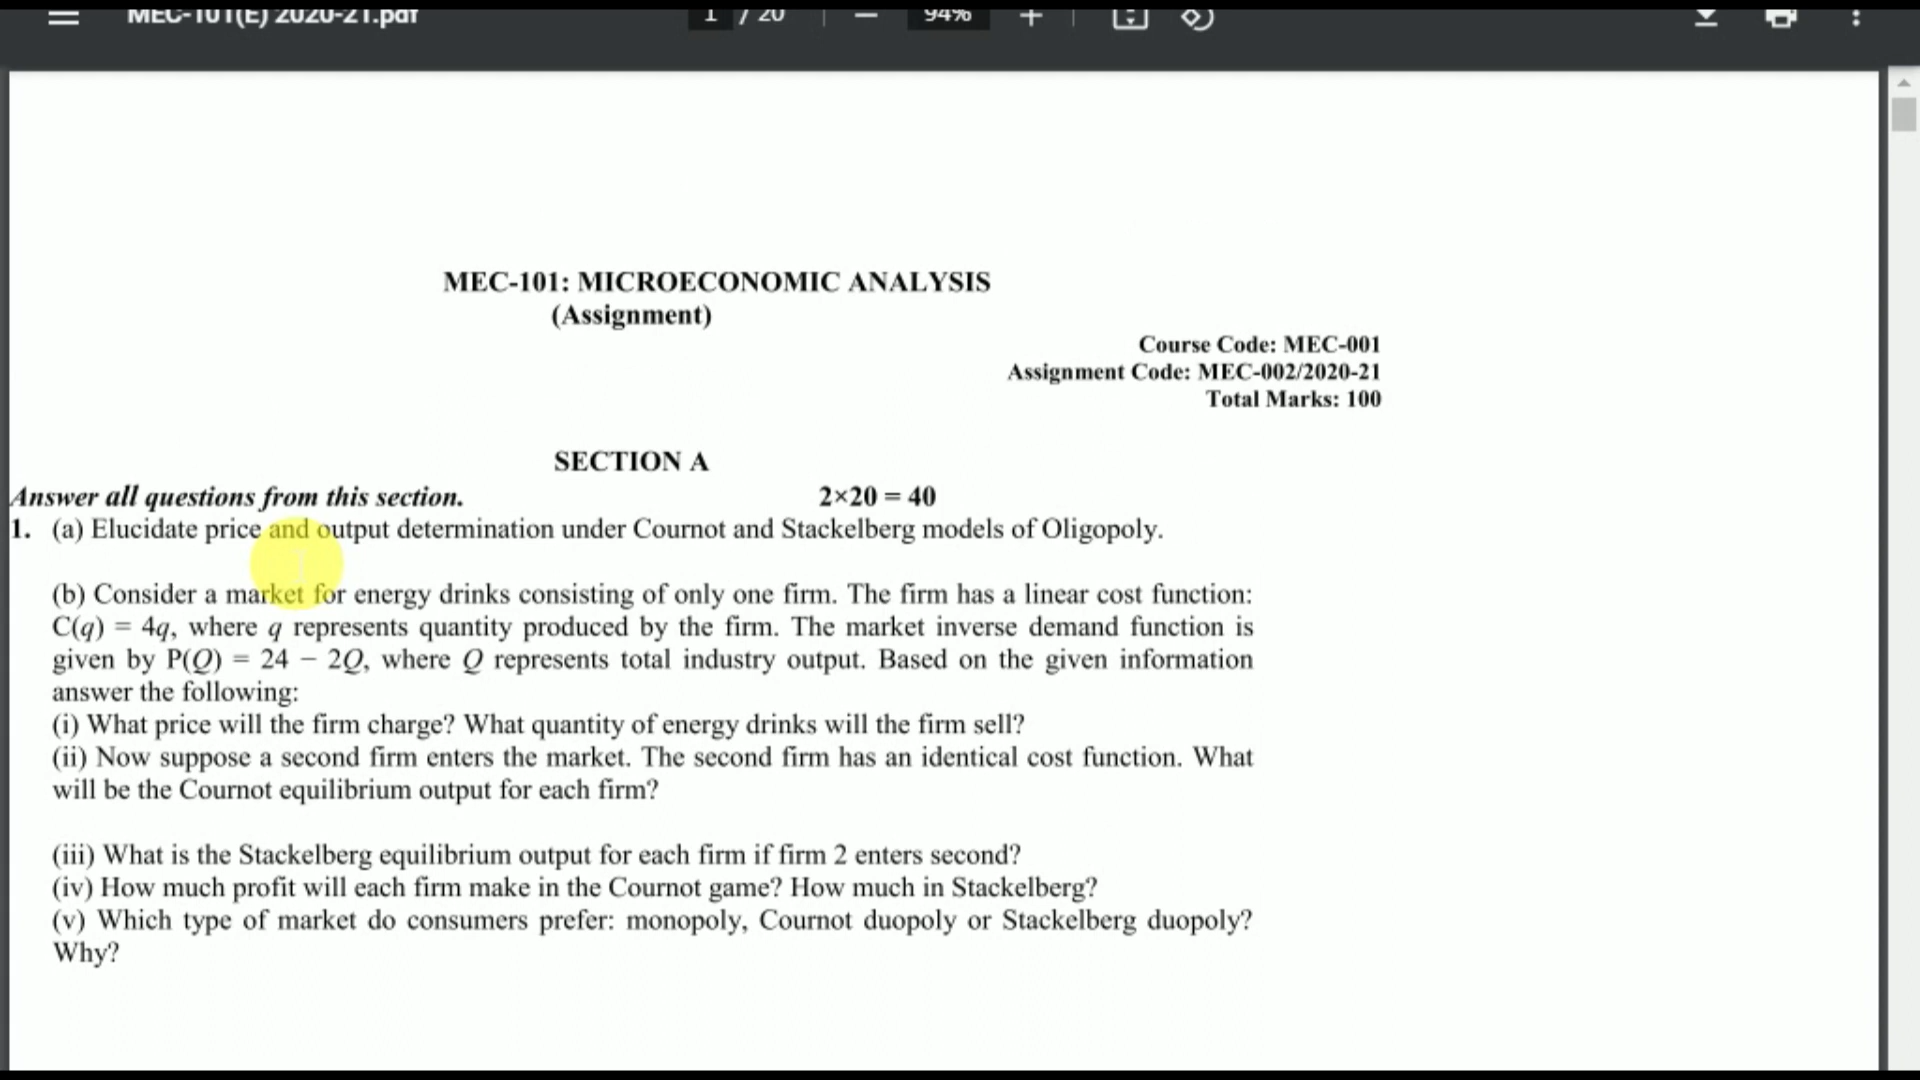 MEC-101(E) 2020-21.pdf
1 / 20
94%
MEC-101: MICROECONOMIC ANALYSIS
(Assignment)
Course Code: MEC-001
Assignment Code: MEC-002/2020-21
Total Marks: 100
SECTION A
Answer all questions from this section. 2×20 = 40
1. (a) Elucidate price and output determination under Cournot and Stackelberg models of Oligopoly.
(b) Consider a market for energy drinks consisting of only one firm. The firm has a linear cost function:
C(q) = 4q, where q represents quantity produced by the firm. The market inverse demand function is
given by P(Q) = 24 − 2Q, where Q represents total industry output. Based on the given information
answer the following:
(i) What price will the firm charge? What quantity of energy drinks will the firm sell?
(ii) Now suppose a second firm enters the market. The second firm has an identical cost function. What
will be the Cournot equilibrium output for each firm?
(iii) What is the Stackelberg equilibrium output for each firm if firm 2 enters second?
(iv) How much profit will each firm make in the Cournot game? How much in Stackelberg?
(v) Which type of market do consumers prefer: monopoly, Cournot duopoly or Stackelberg duopoly?
Why?